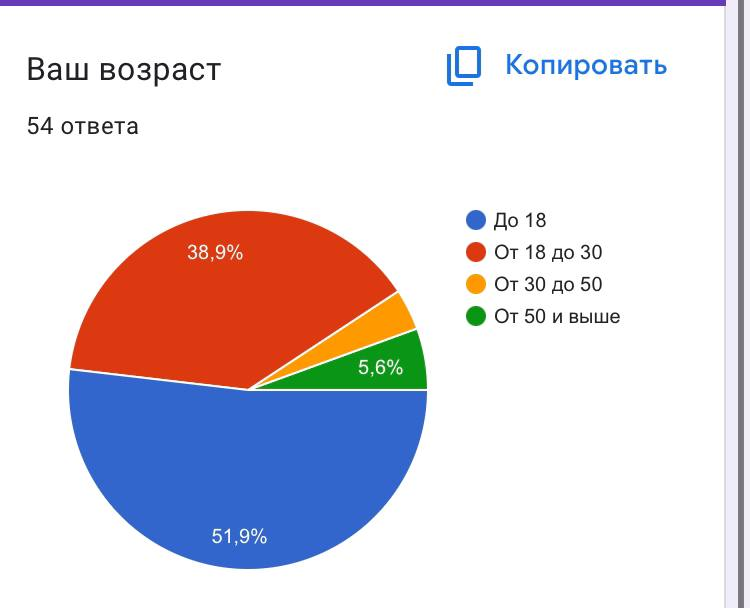 Ваш возраст
Копировать
54 ответа
До 18
От 18 до 30
От 30 до 50
От 50 и выше
38,9%
5,6%
51,9%